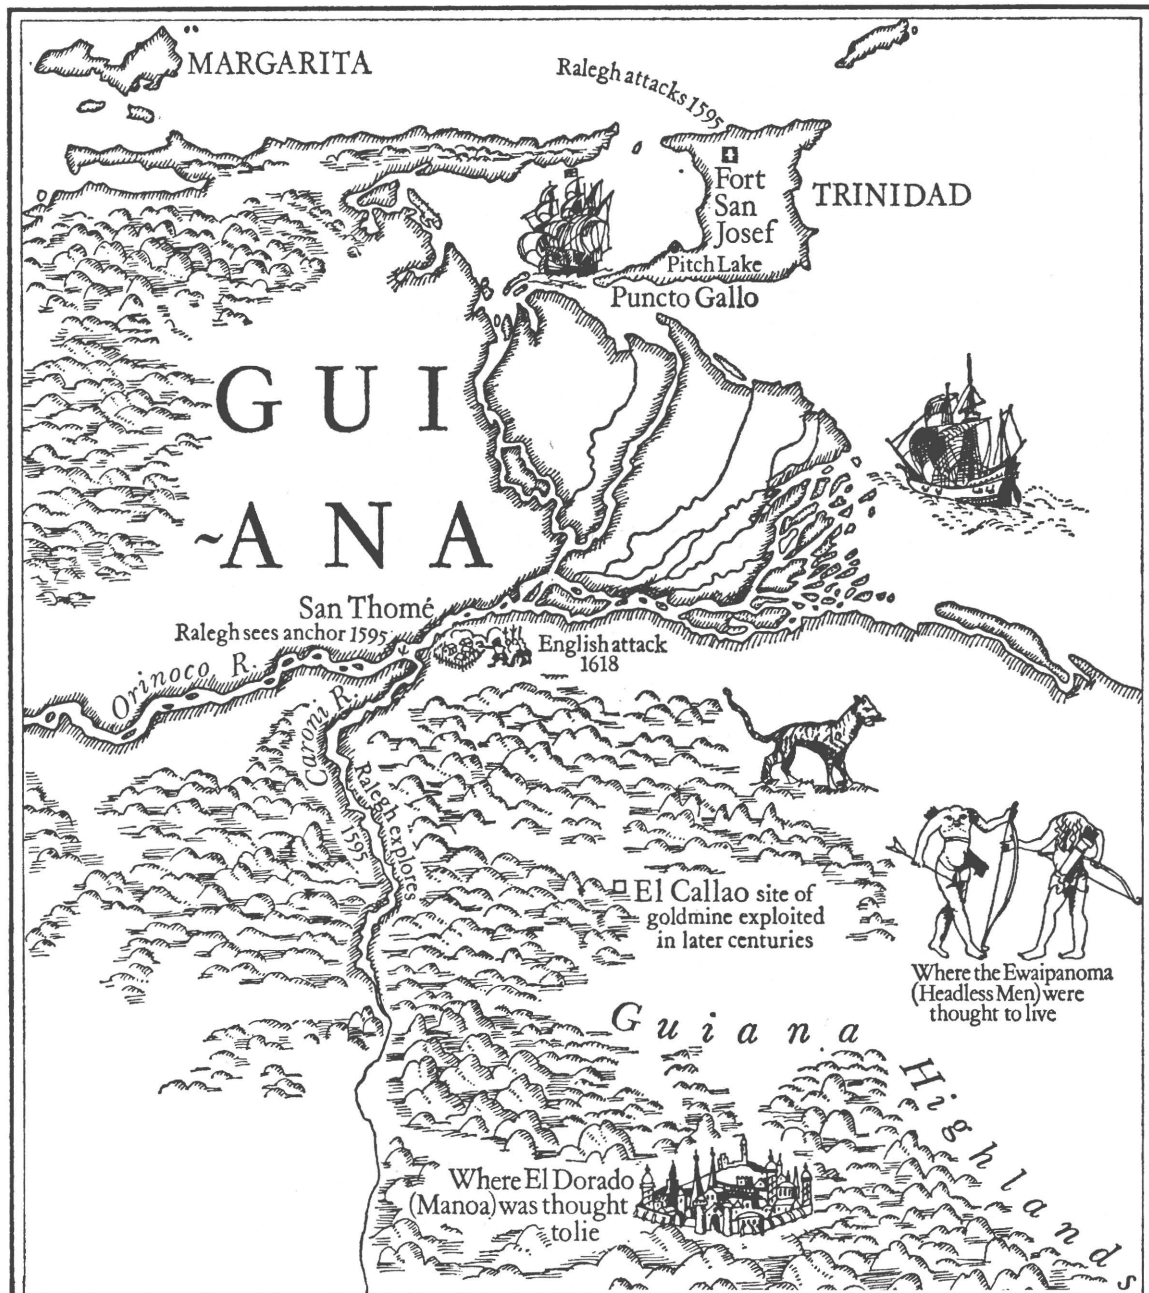 MARGARITA
Ralegh attacks 1595
Fort
San
Josef
TRINIDAD
Pitch Lake
Puncto Gallo
GUI
~ANA
San Thomé
Ralegh sees anchor 1595
English attack
1618
Orinoco R.
Caroni R.
Ralegh explores
1595
El Callao site of
goldmine exploited
in later centuries
Where the Ewaipanoma
(Headless Men) were
thought to live
Guiana Highlands
Where El Dorado
(Manoa) was thought
to lie